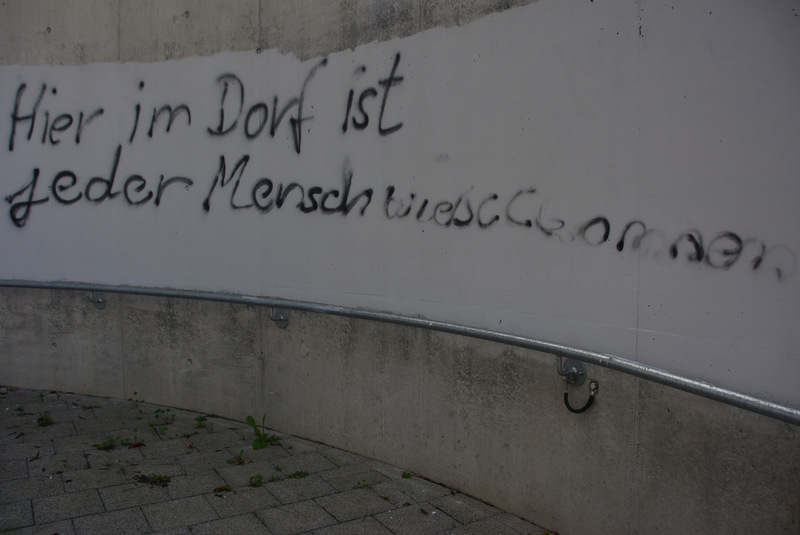 Hier im Dorf ist
jeder Mensch